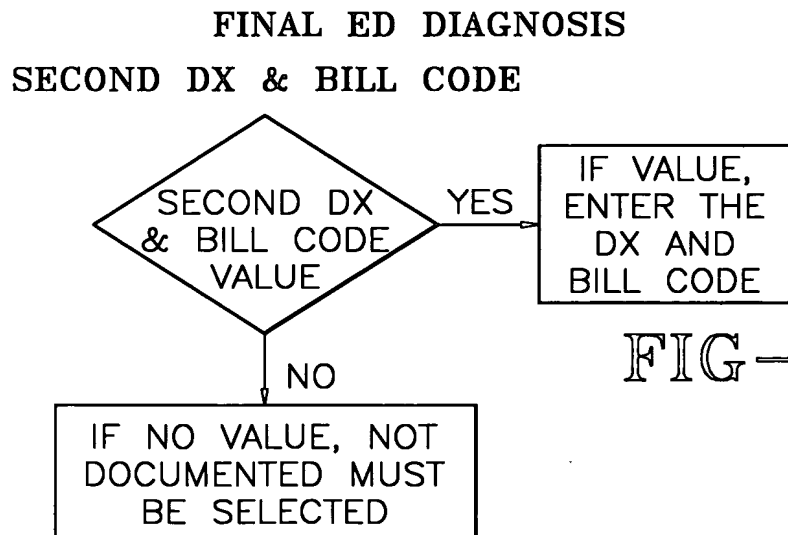 FINAL ED DIAGNOSIS
SECOND DX & BILL CODE
SECOND DX
& BILL CODE
VALUE
YES
IF VALUE,
ENTER THE
DX AND
BILL CODE
FIG-
NO
IF NO VALUE, NOT
DOCUMENTED MUST
BE SELECTED